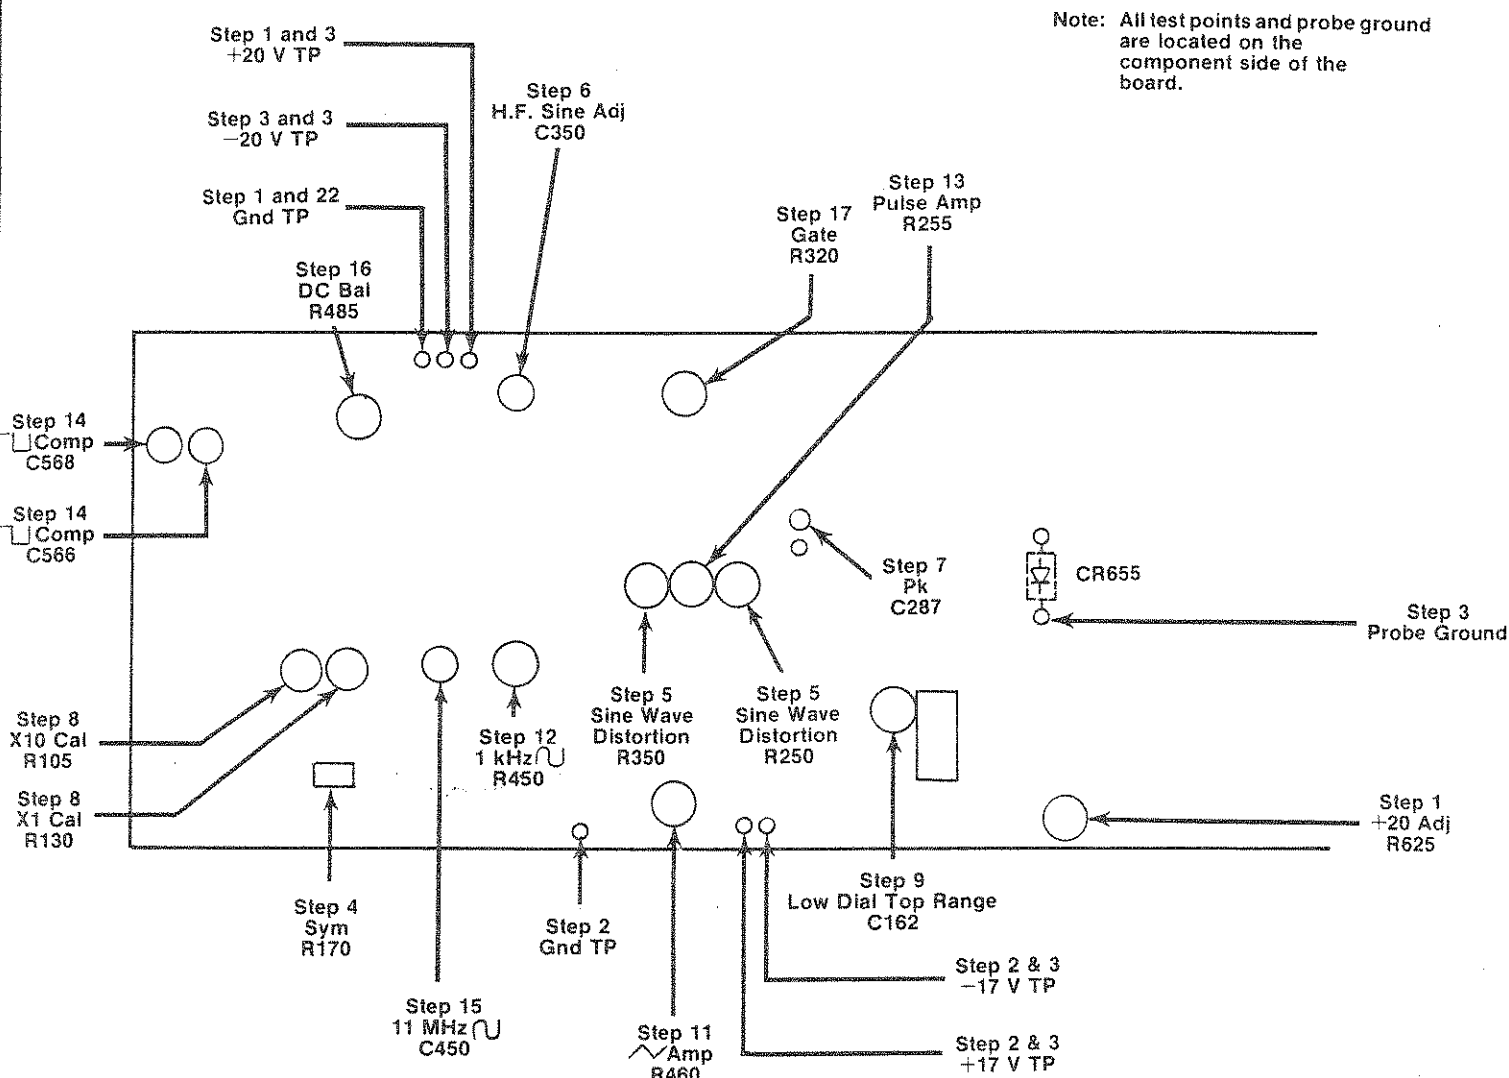 Note: All test points and probe ground
are located on the
component side of the
board.
Step 1 and 3
+20 V TP
Step 3 and 3
−20 V TP
Step 1 and 22
Gnd TP
Step 6
H.F. Sine Adj
C350
Step 16
DC Bal
R485
Step 17
Gate
R320
Step 13
Pulse Amp
R255
Step 14
Comp
C568
Step 14
Comp
C566
Step 7
Pk
C287
CR655
Step 3
Probe Ground
Step 8
X10 Cal
R105
Step 8
X1 Cal
R130
Step 12
1 kHz
R450
Step 5
Sine Wave
Distortion
R350
Step 5
Sine Wave
Distortion
R250
Step 1
+20 Adj
R625
Step 4
Sym
R170
Step 2
Gnd TP
Step 9
Low Dial Top Range
C162
Step 15
11 MHz
C450
Step 11
Amp
R460
Step 2 & 3
−17 V TP
Step 2 & 3
+17 V TP